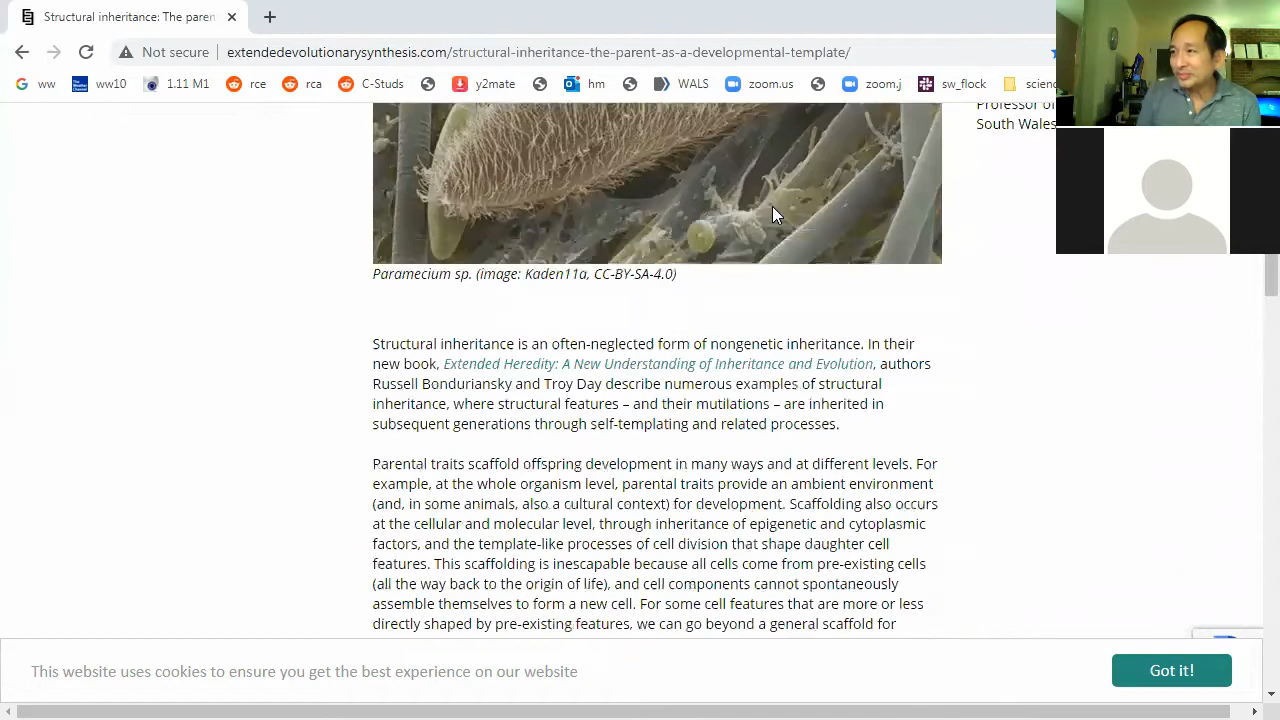 Structural inheritance: The paren
Not secure
extendedevolutionarysynthesis.com/structural-inheritance-the-parent-as-a-developmental-template/
ww
ww10
1.11 M1
rce
rca
C-Studs
y2mate
hm
WALS
zoom.us
zoom.j
sw_flock
scienc
Professor of
South Wales
Paramecium sp. (image: Kaden11a, CC-BY-SA-4.0)
Structural inheritance is an often-neglected form of nongenetic inheritance. In their
new book, Extended Heredity: A New Understanding of Inheritance and Evolution, authors
Russell Bonduriansky and Troy Day describe numerous examples of structural
inheritance, where structural features – and their mutilations – are inherited in
subsequent generations through self-templating and related processes.
Parental traits scaffold offspring development in many ways and at different levels. For
example, at the whole organism level, parental traits provide an ambient environment
(and, in some animals, also a cultural context) for development. Scaffolding also occurs
at the cellular and molecular level, through inheritance of epigenetic and cytoplasmic
factors, and the template-like processes of cell division that shape daughter cell
features. This scaffolding is inescapable because all cells come from pre-existing cells
(all the way back to the origin of life), and cell components cannot spontaneously
assemble themselves to form a new cell. For some cell features that are more or less
directly shaped by pre-existing features, we can go beyond a general scaffold for
This website uses cookies to ensure you get the best experience on our website
Got it!